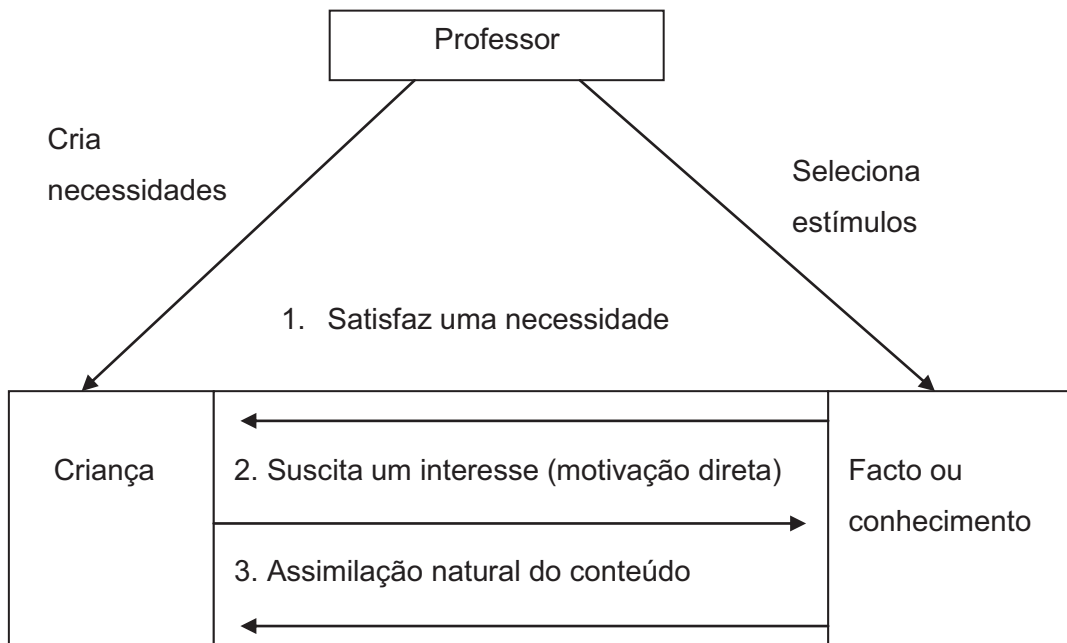 Professor
Cria
necessidades
Seleciona
estímulos
1. Satisfaz uma necessidade
Criança
2. Suscita um interesse (motivação direta)
Facto ou
conhecimento
3. Assimilação natural do conteúdo